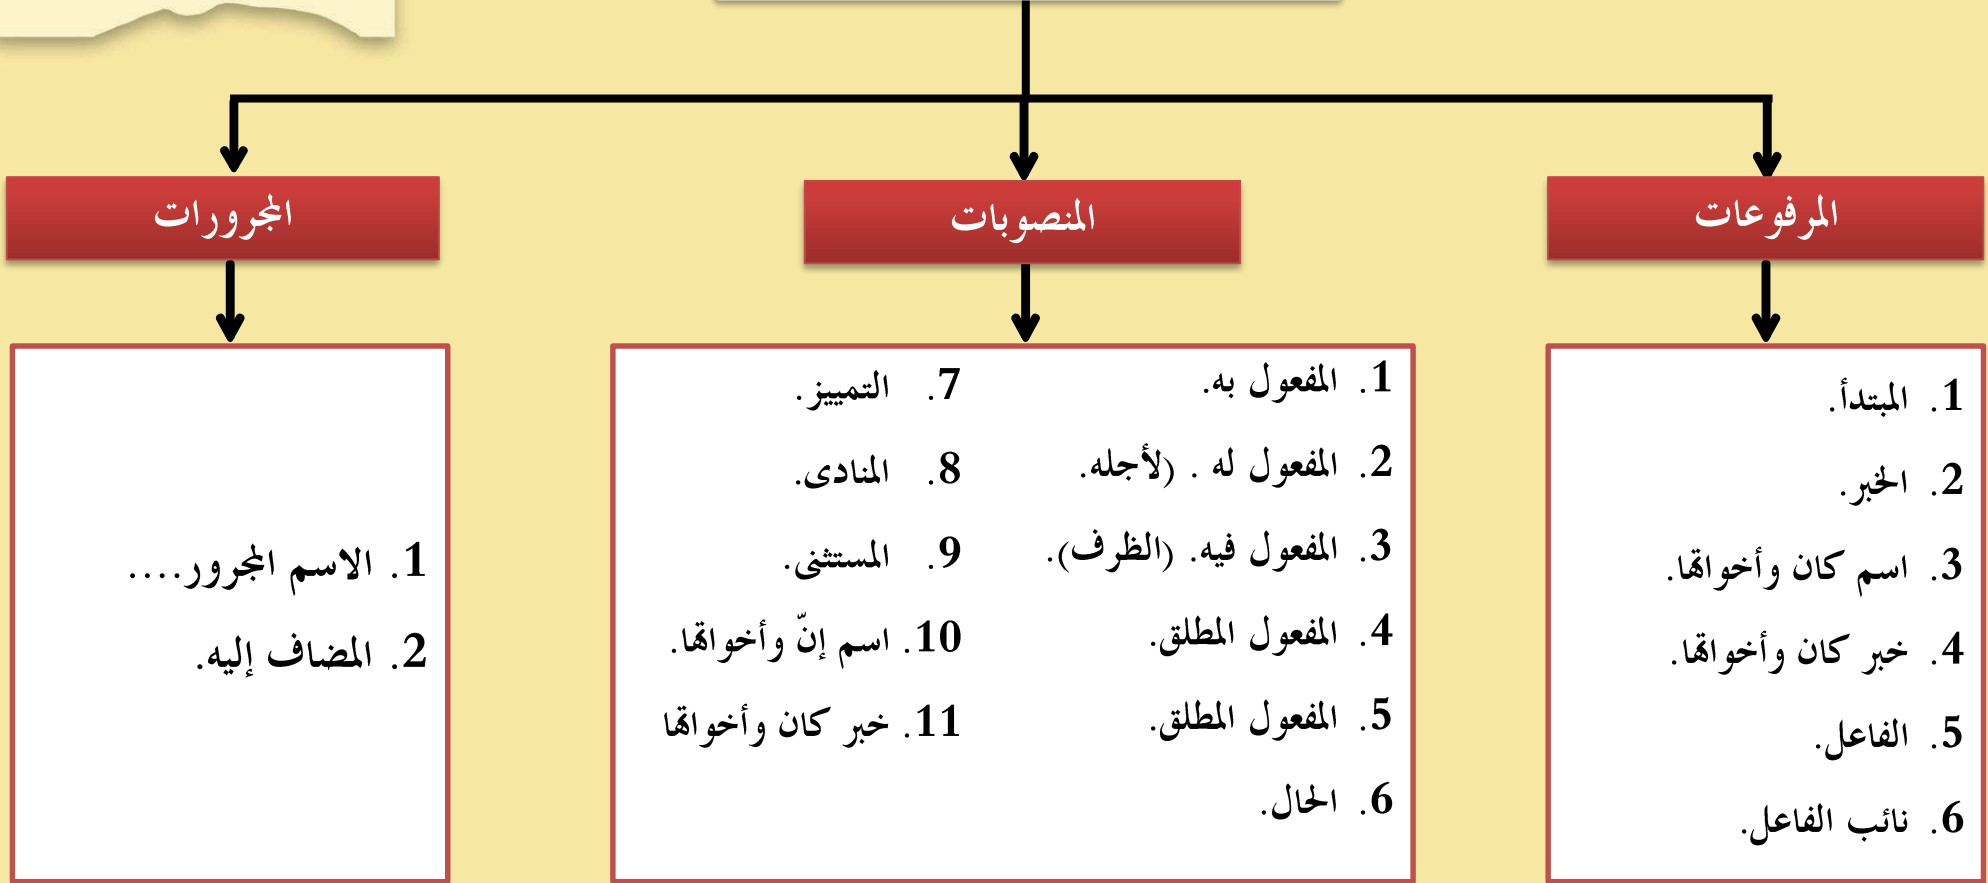 المرفوعات
1. المبتدأ.
2. الخبر.
3. اسم كان وأخواتها.
4. خبر كان وأخواتها.
5. الفاعل.
6. نائب الفاعل.
المنصوبات
1. المفعول به.
2. المفعول له . (لأجله.
3. المفعول فيه. (الظرف).
4. المفعول المطلق.
5. المفعول المطلق.
6. الحال.
7. التمييز.
8. المنادى.
9. المستثنى.
10. اسم إنّ وأخواتها.
11. خبر كان وأخواتها
المجرورات
1. الاسم المجرور....
2. المضاف إليه.